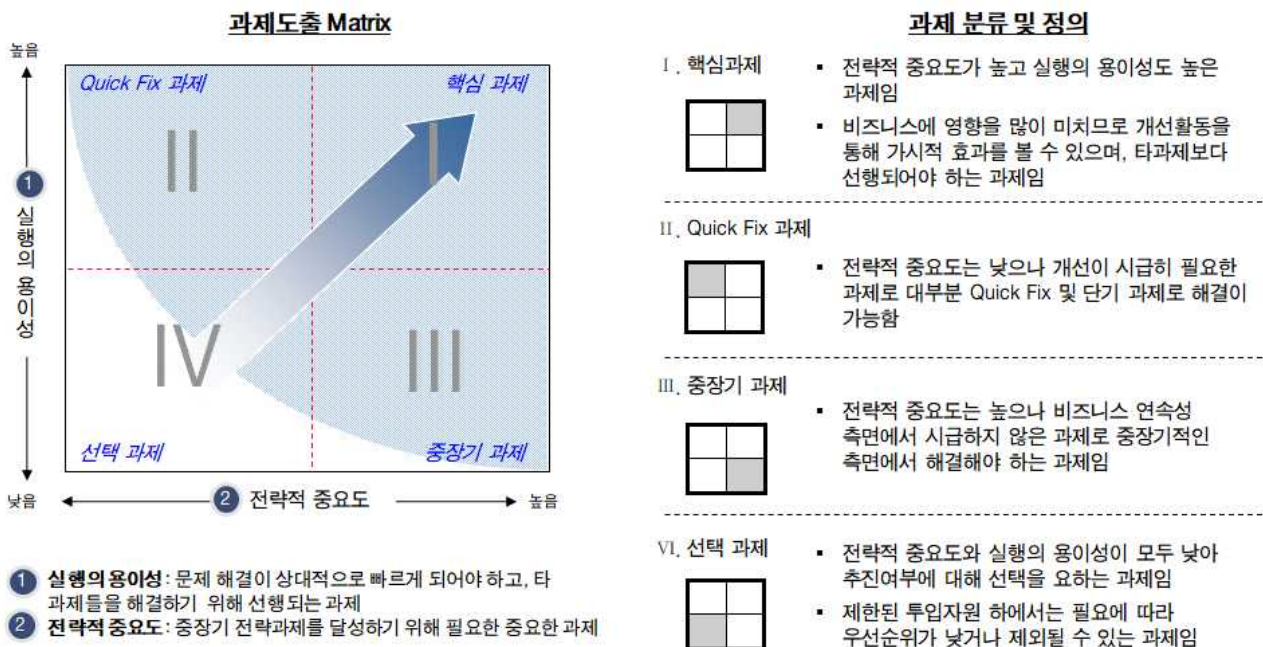 과제도출 Matrix
높음
Quick Fix 과제
핵심 과제
II
I
1
실행의 용이성
IV
III
선택 과제
중장기 과제
낮음
2 전략적 중요도
높음
1 실행의 용이성 : 문제 해결이 상대적으로 빠르게 되어야 하고, 타
과제들을 해결하기 위해 선행되는 과제
2 전략적 중요도 : 중장기 전략과제를 달성하기 위해 필요한 중요한 과제
과제 분류 및 정의
I. 핵심과제
▪ 전략적 중요도가 높고 실행의 용이성도 높은
과제임
▪ 비즈니스에 영향을 많이 미치므로 개선활동을
통해 가시적 효과를 볼 수 있으며, 타과제보다
선행되어야 하는 과제임
II. Quick Fix 과제
▪ 전략적 중요도는 낮으나 개선이 시급히 필요한
과제로 대부분 Quick Fix 및 단기 과제로 해결이
가능함
III. 중장기 과제
▪ 전략적 중요도는 높으나 비즈니스 연속성
측면에서 시급하지 않은 과제로 중장기적인
측면에서 해결해야 하는 과제임
VI. 선택 과제
▪ 전략적 중요도와 실행의 용이성이 모두 낮아
추진여부에 대해 선택을 요하는 과제임
▪ 제한된 투입자원 하에서는 필요에 따라
우선순위가 낮거나 제외될 수 있는 과제임